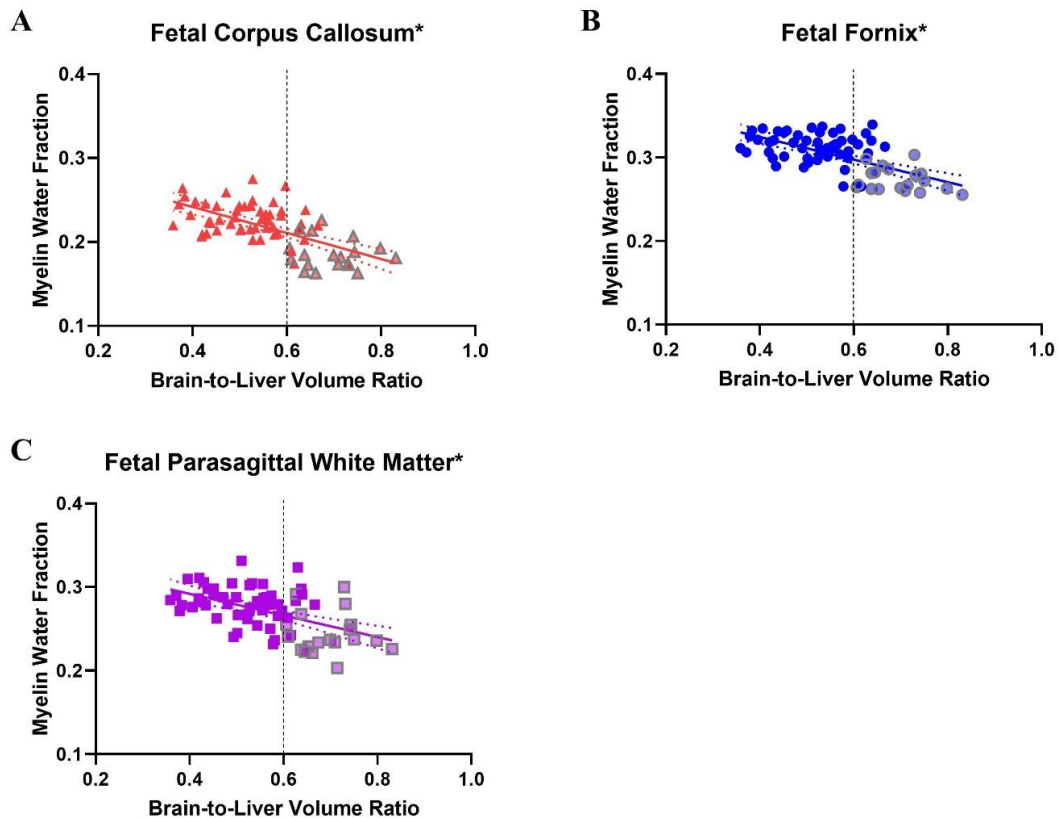 A
Fetal Corpus Callosum*
0.4
0.3
0.2
0.1
Myelin Water Fraction
0.2 0.4 0.6 0.8 1.0
Brain-to-Liver Volume Ratio
B
Fetal Fornix*
0.4
0.3
0.2
0.1
Myelin Water Fraction
0.2 0.4 0.6 0.8 1.0
Brain-to-Liver Volume Ratio
C
Fetal Parasagittal White Matter*
0.4
0.3
0.2
0.1
Myelin Water Fraction
0.2 0.4 0.6 0.8 1.0
Brain-to-Liver Volume Ratio